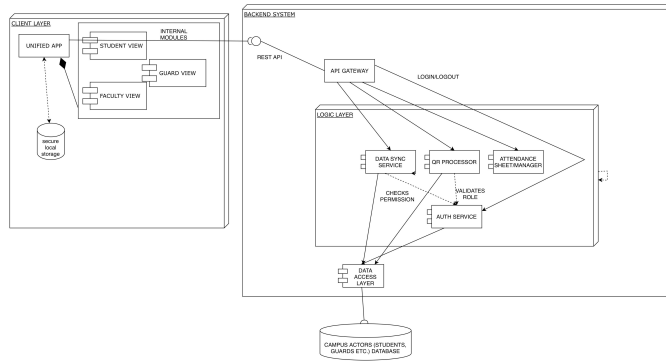 CLIENT LAYER
UNIFIED APP
STUDENT VIEW
INTERNAL
MODULES
GUARD VIEW
FACULTY VIEW
secure
local
storage
BACKEND SYSTEM
REST API
API GATEWAY
LOGIN/LOGOUT
LOGIC LAYER
DATA SYNC
SERVICE
QR PROCESSOR
ATTENDANCE
SHEET/MANAGER
CHECKS
PERMISSION
VALIDATES
ROLE
AUTH SERVICE
DATA
ACCESS
LAYER
CAMPUS ACTORS (STUDENTS,
GUARDS ETC.) DATABASE